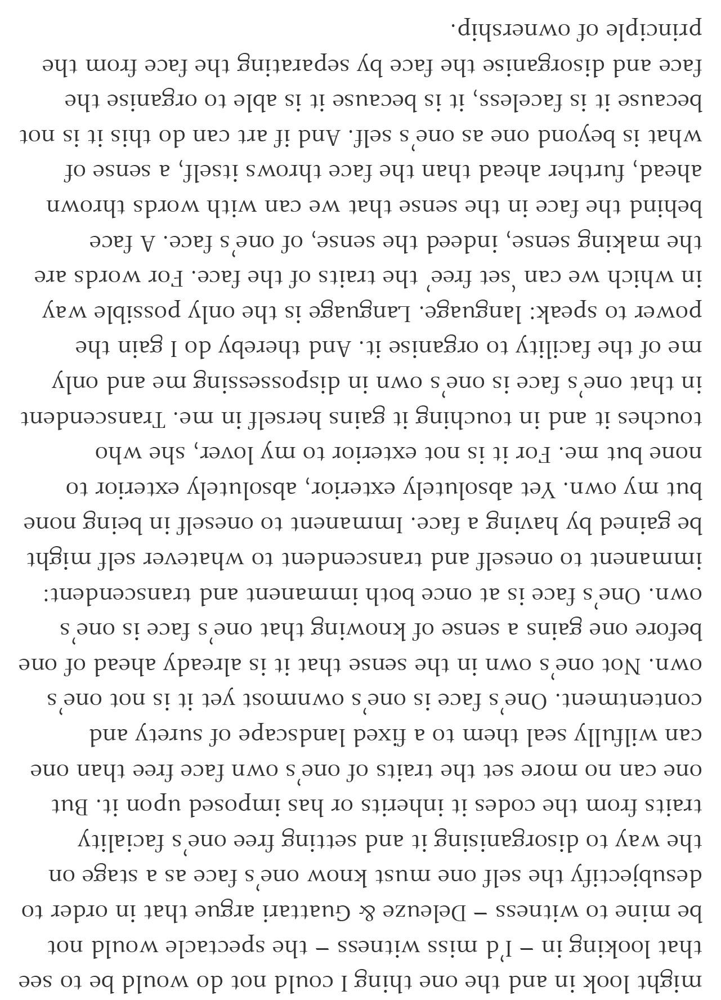 might look in and the one thing I could not do would be to see
that looking in – I’d miss witness – the spectacle would not
be mine to witness – Deleuze & Guattari argue that in order to
desubjectify the self one must know one’s face as a stage on
the way to disorganising it and setting free one’s faciality
traits from the codes it inherits or has imposed upon it. But
one can no more set the traits of one’s own face free than one
can wilfully seal them to a fixed landscape of surety and
contentment. One’s face is one’s ownmost yet it is not one’s
own. Not one’s own in the sense that it is already ahead of one
before one gains a sense of knowing that one’s face is one’s
own. One’s face is at once both immanent and transcendent:
immanent to oneself and transcendent to whatever self might
be gained by having a face. Immanent to oneself in being none
but my own. Yet absolutely exterior, absolutely exterior to
none but me. For it is not exterior to my lover, she who
touches it and in touching it gains herself in me. Transcendent
in that one’s face is one’s own in dispossessing me and only
me of the facility to organise it. And thereby do I gain the
power to speak: language. Language is the only possible way
in which we can ‘set free’ the traits of the face. For words are
the making sense, indeed the sense, of one’s face. A face
behind the face in the sense that we can with words thrown
ahead, further ahead than the face throws itself, a sense of
what is beyond one as one’s self. And if art can do this it is not
because it is faceless, it is because it is able to organise the
face and disorganise the face by separating the face from the
principle of ownership.